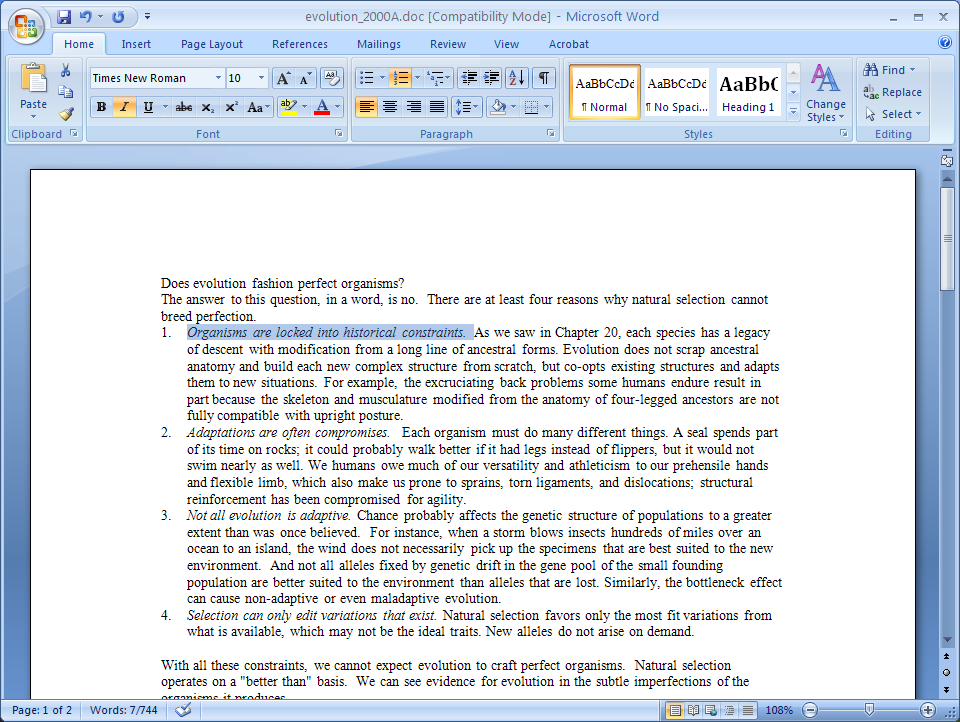 evolution_2000A.doc [Compatibility Mode] - Microsoft Word
Home Insert Page Layout References Mailings Review View Acrobat
Paste Times New Roman 10 AaBbCcDc AaBbCcDc AaBbC Find
¶ Normal ¶ No Spaci... Heading 1 Change Styles Replace
Select
Clipboard Font Paragraph Styles Editing
Does evolution fashion perfect organisms?
The answer to this question, in a word, is no. There are at least four reasons why natural selection cannot
breed perfection.
1. Organisms are locked into historical constraints. As we saw in Chapter 20, each species has a legacy
of descent with modification from a long line of ancestral forms. Evolution does not scrap ancestral
anatomy and build each new complex structure from scratch, but co-opts existing structures and adapts
them to new situations. For example, the excruciating back problems some humans endure result in
part because the skeleton and musculature modified from the anatomy of four-legged ancestors are not
fully compatible with upright posture.
2. Adaptations are often compromises. Each organism must do many different things. A seal spends part
of its time on rocks; it could probably walk better if it had legs instead of flippers, but it would not
swim nearly as well. We humans owe much of our versatility and athleticism to our prehensile hands
and flexible limb, which also make us prone to sprains, torn ligaments, and dislocations; structural
reinforcement has been compromised for agility.
3. Not all evolution is adaptive. Chance probably affects the genetic structure of populations to a greater
extent than was once believed. For instance, when a storm blows insects hundreds of miles over an
ocean to an island, the wind does not necessarily pick up the specimens that are best suited to the new
environment. And not all alleles fixed by genetic drift in the gene pool of the small founding
population are better suited to the environment than alleles that are lost. Similarly, the bottleneck effect
can cause non-adaptive or even maladaptive evolution.
4. Selection can only edit variations that exist. Natural selection favors only the most fit variations from
what is available, which may not be the ideal traits. New alleles do not arise on demand.
With all these constraints, we cannot expect evolution to craft perfect organisms. Natural selection
operates on a "better than" basis. We can see evidence for evolution in the subtle imperfections of the
organisms it produces.
Page: 1 of 2 Words: 7/744 108%